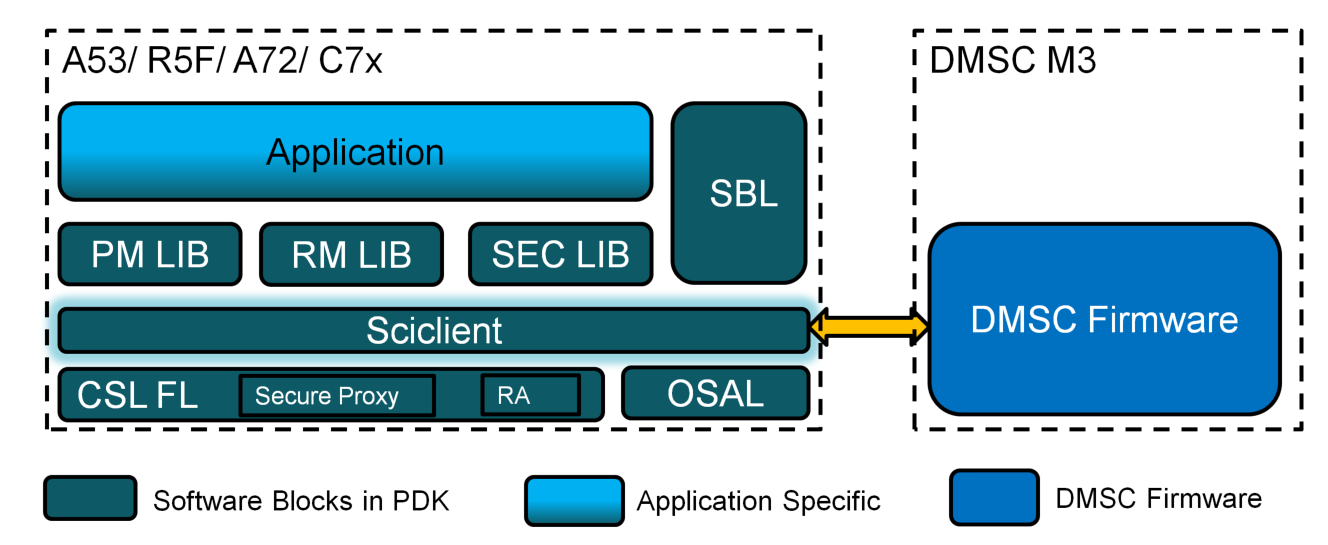 A53/ R5F/ A72/ C7x
DMSC M3
Application
SBL
PM LIB
RM LIB
SEC LIB
Sciclient
DMSC Firmware
CSL FL
Secure Proxy
RA
OSAL
Software Blocks in PDK
Application Specific
DMSC Firmware